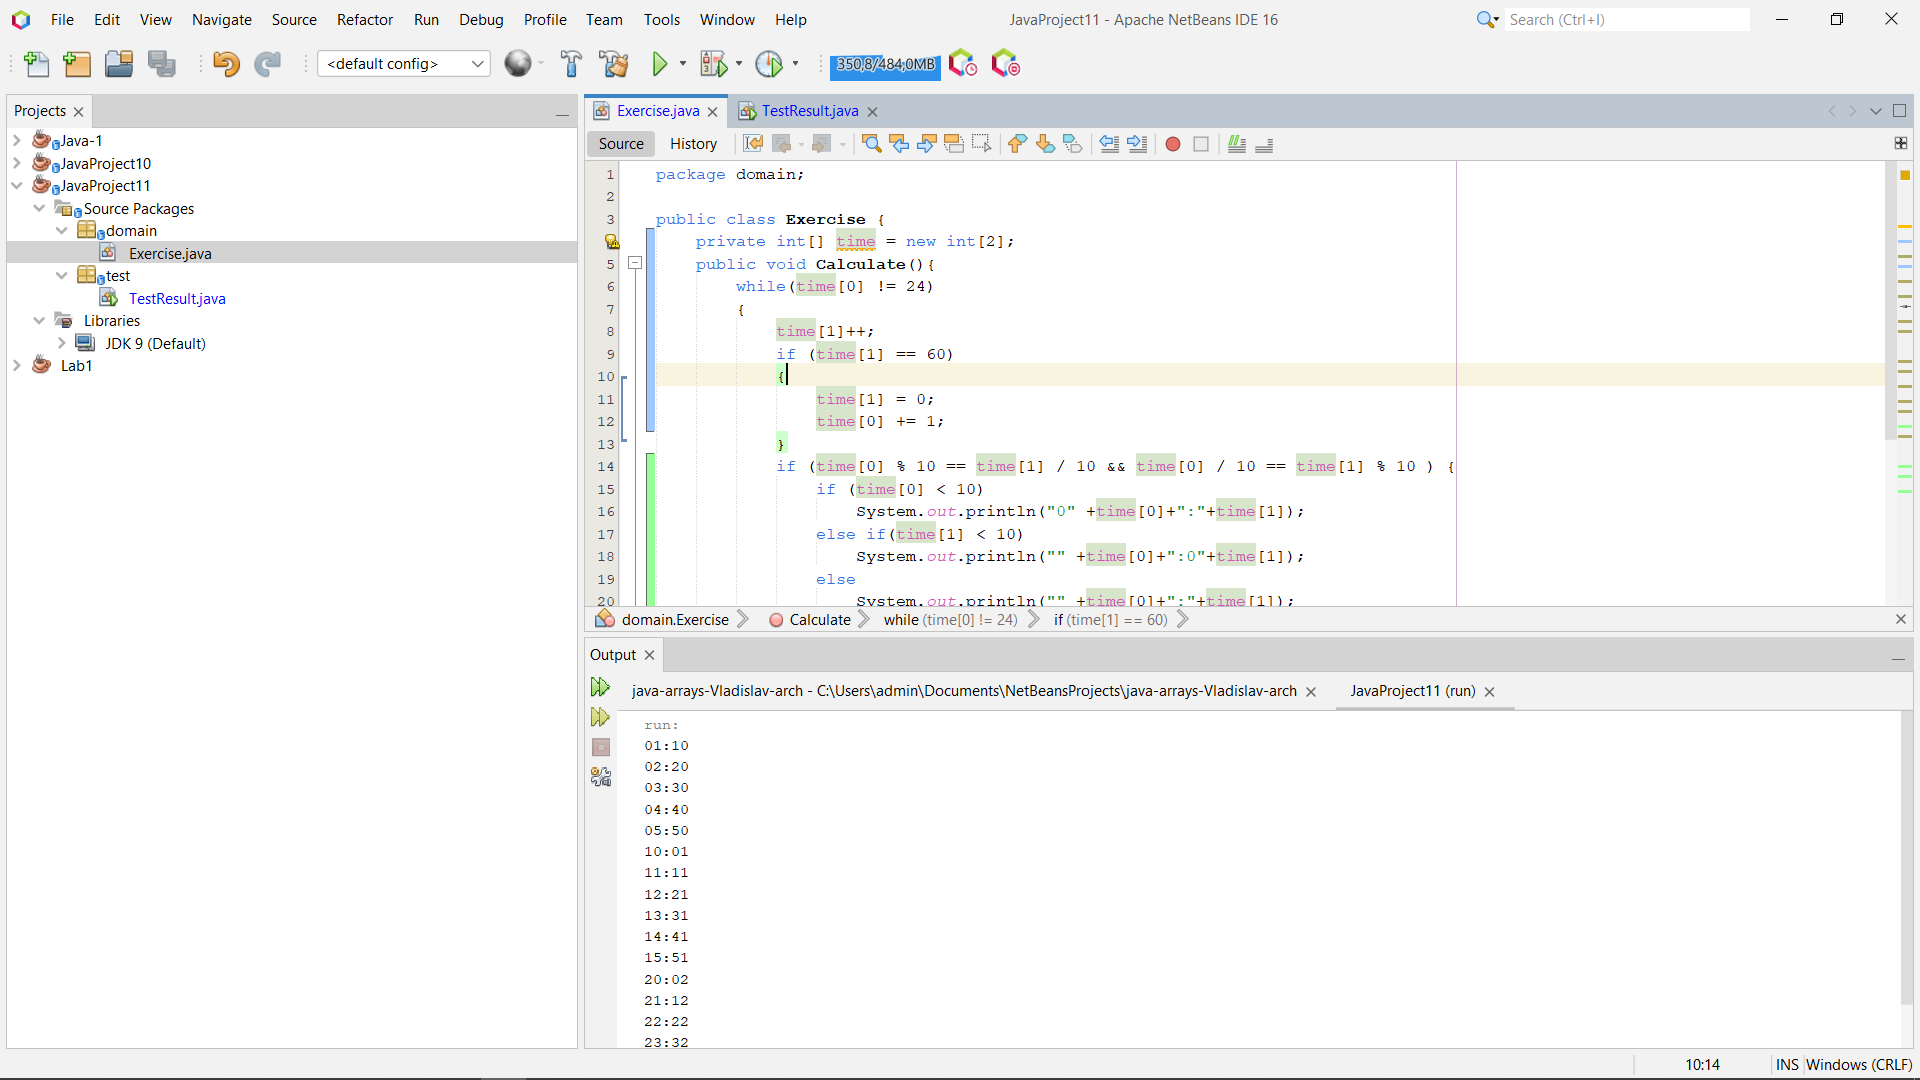 File Edit View Navigate Source Refactor Run Debug Profile Team Tools Window Help JavaProject11 - Apache NetBeans IDE 16 Search (Ctrl+I)
<default config> 350,8/484,0MB
Projects
Java-1
JavaProject10
JavaProject11
Source Packages
domain
Exercise.java
test
TestResult.java
Libraries
JDK 9 (Default)
Lab1
Exercise.java TestResult.java
Source History
1 package domain;
2
3 public class Exercise {
private int[] time = new int[2];
5 public void Calculate(){
6 while(time[0] != 24)
7 {
8 time[1]++;
9 if (time[1] == 60)
10 {
11 time[1] = 0;
12 time[0] += 1;
13 }
14 if (time[0] % 10 == time[1] / 10 && time[0] / 10 == time[1] % 10 ) {
15 if (time[0] < 10)
16 System.out.println("0" +time[0]+":"+time[1]);
17 else if(time[1] < 10)
18 System.out.println("" +time[0]+":0"+time[1]);
19 else
20 System.out.println("" +time[0]+":"+time[1]);
domain.Exercise Calculate while (time[0] != 24) if (time[1] == 60)
Output
java-arrays-Vladislav-arch - C:\Users\admin\Documents\NetBeansProjects\java-arrays-Vladislav-arch JavaProject11 (run)
run:
01:10
02:20
03:30
04:40
05:50
10:01
11:11
12:21
13:31
14:41
15:51
20:02
21:12
22:22
23:32
10:14 INS Windows (CRLF)